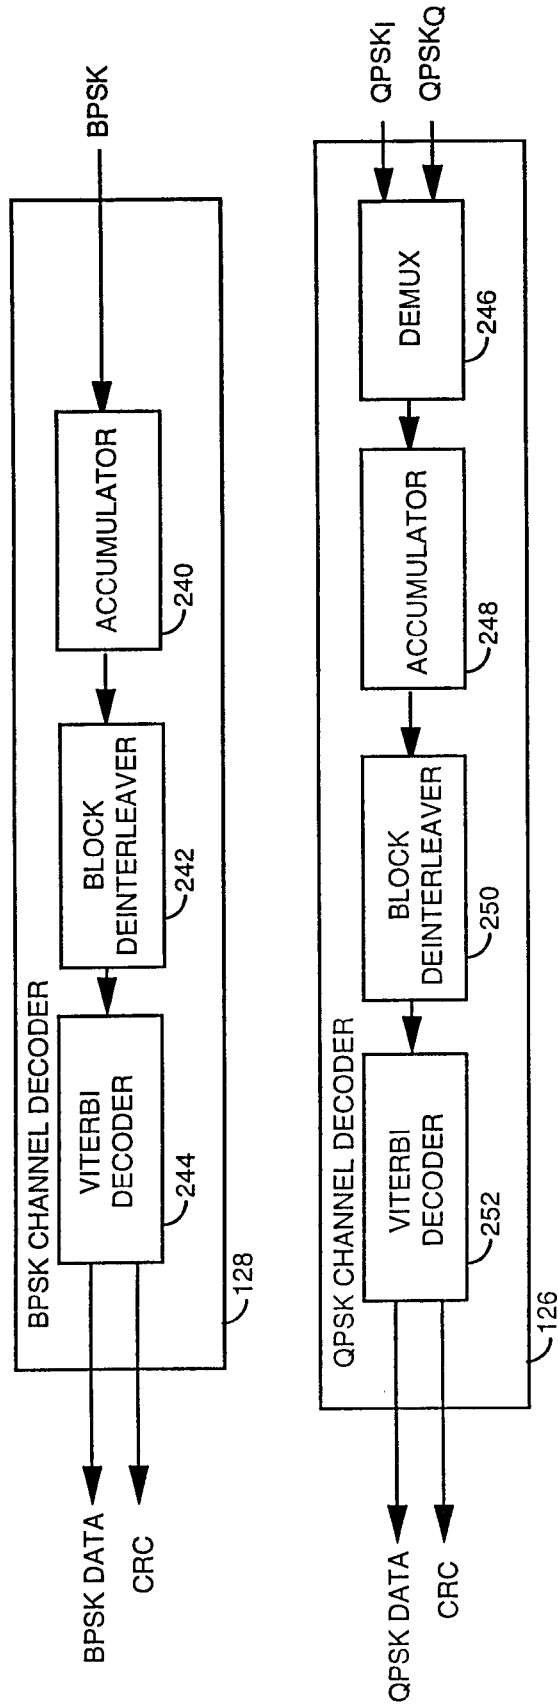 BPSK CHANNEL DECODER
BPSK DATA
CRC
VITERBI
DECODER
244
BLOCK
DEINTERLEAVER
242
ACCUMULATOR
240
BPSK
128
QPSK CHANNEL DECODER
QPSK DATA
CRC
VITERBI
DECODER
252
BLOCK
DEINTERLEAVER
250
ACCUMULATOR
248
DEMUX
246
QPSKI
QPSKQ
126